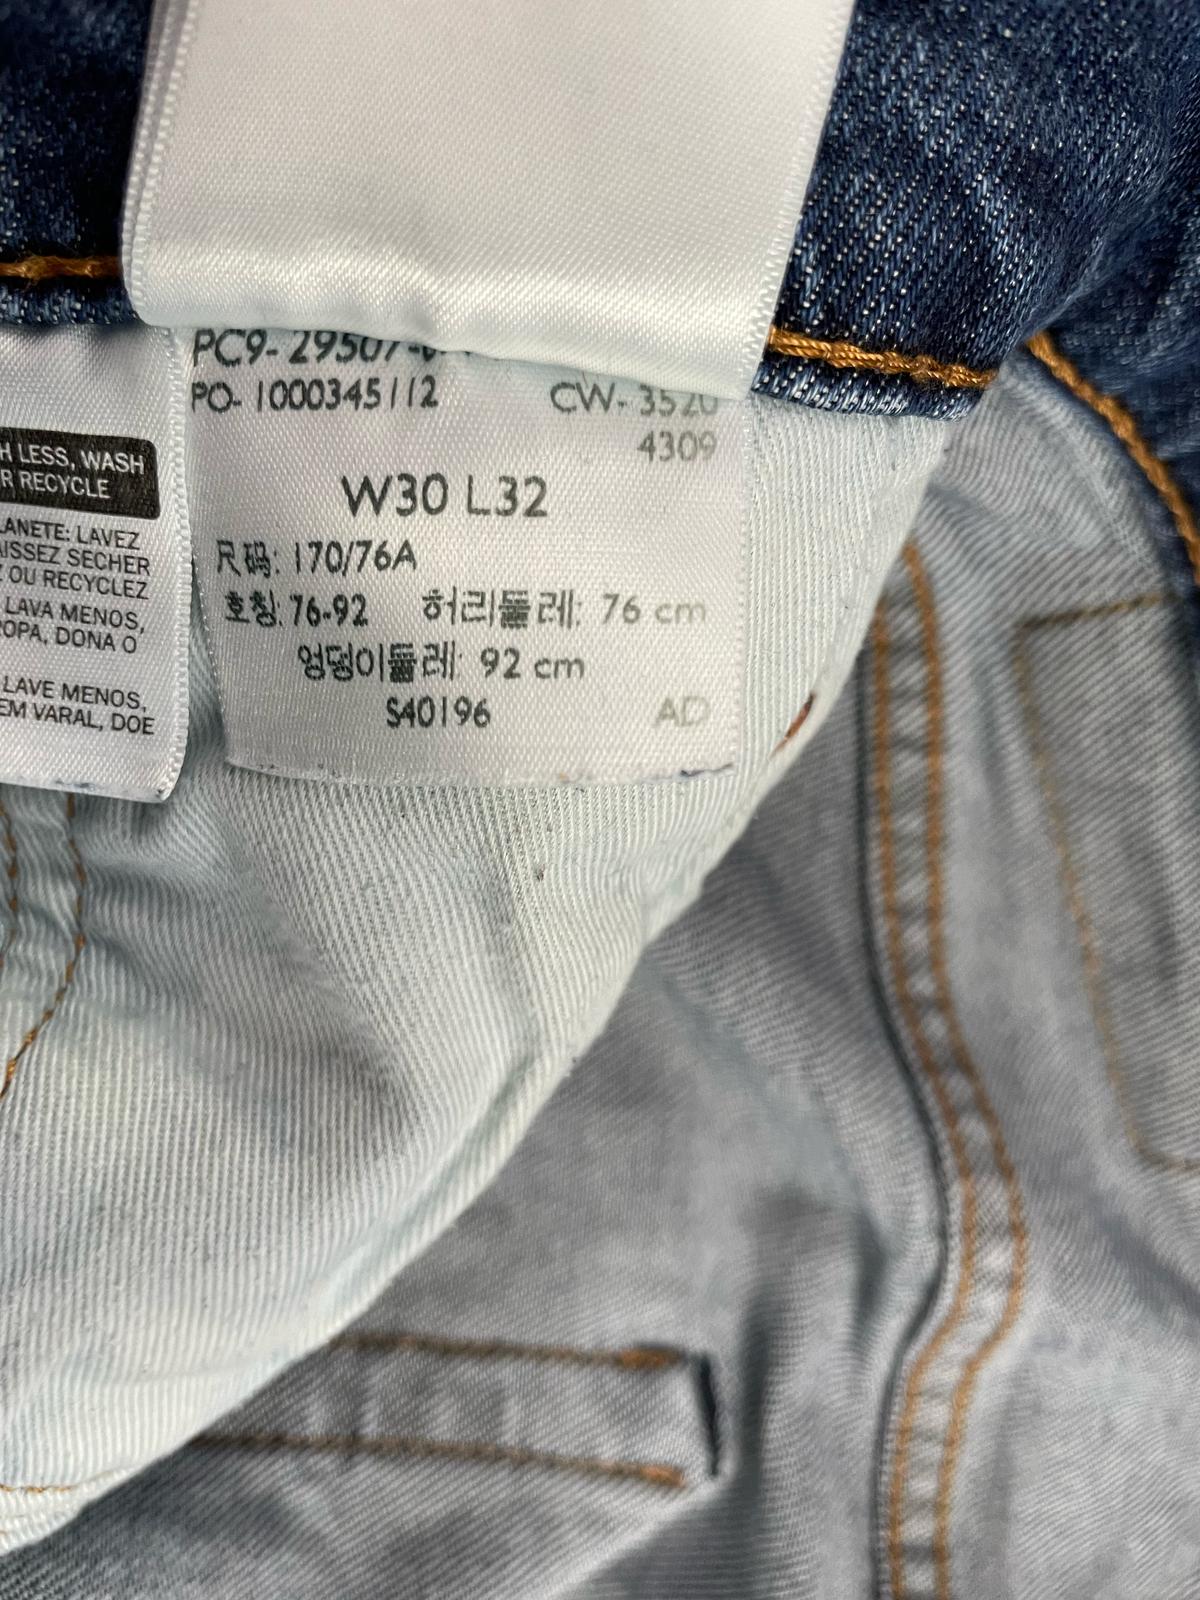 PC9-29507-
PO-1000345112 CW-3520
4309
W30 L32
尺码: 170/76A
호칭: 76-92 허리둘레: 76 cm
엉덩이둘레: 92 cm
S40196 AD
H LESS, WASH
R RECYCLE
LANETE: LAVEZ
AISSEZ SECHER
Z OU RECYCLEZ
LAVA MENOS,
ROPA, DONA O
LAVE MENOS,
EM VARAL, DOE